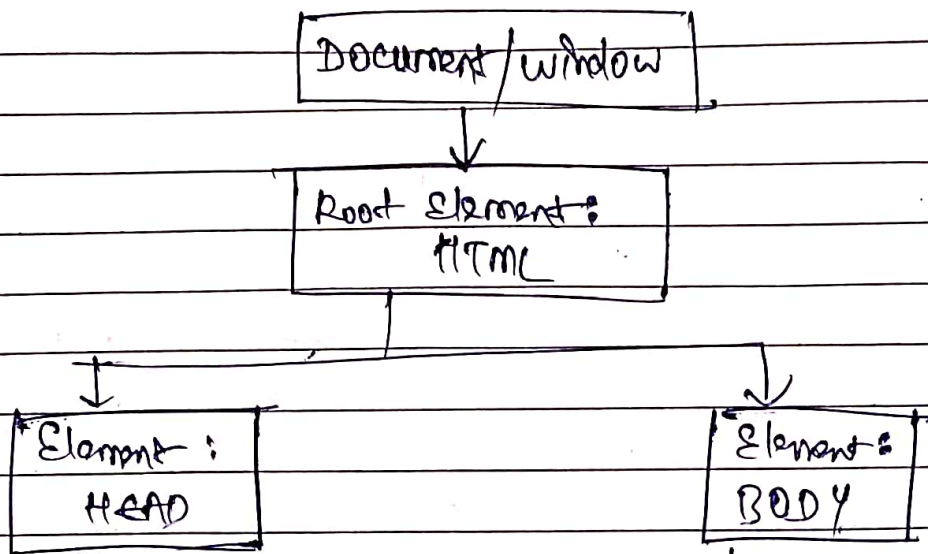 Document/window
Root Element:
HTML
Element:
HEAD
Element:
BODY